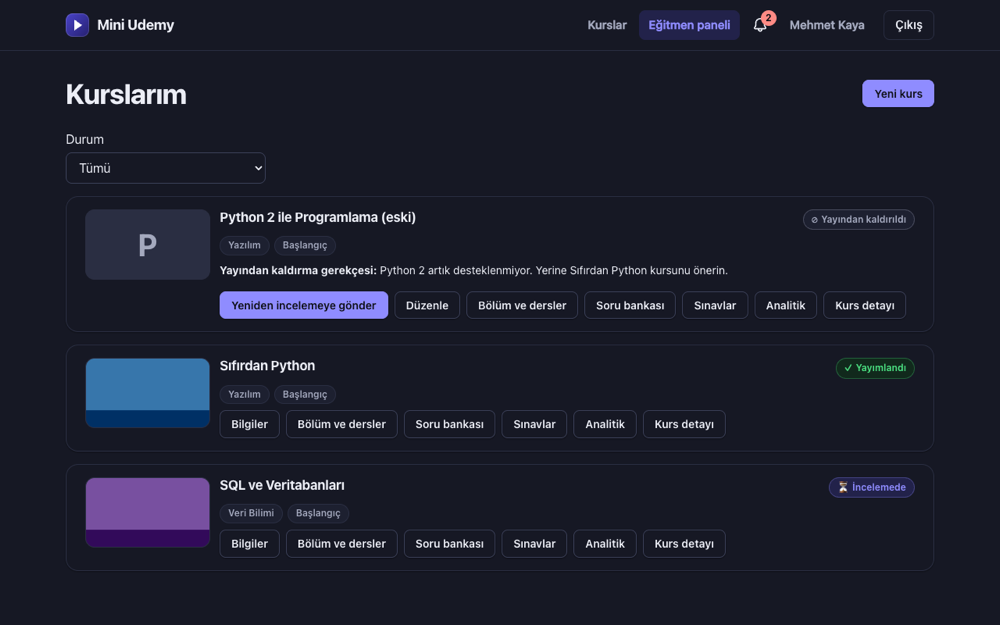 Mini Udemy
Kurslar
Eğitmen paneli
2
Mehmet Kaya
Çıkış
Kurslarım
Yeni kurs
Durum
Tümü
P
Python 2 ile Programlama (eski)
⊘ Yayından kaldırıldı
Yazılım
Başlangıç
Yayından kaldırma gerekçesi: Python 2 artık desteklenmiyor. Yerine Sıfırdan Python kursunu önerin.
Yeniden incelemeye gönder
Düzenle
Bölüm ve dersler
Soru bankası
Sınavlar
Analitik
Kurs detayı
Sıfırdan Python
✓ Yayımlandı
Yazılım
Başlangıç
Bilgiler
Bölüm ve dersler
Soru bankası
Sınavlar
Analitik
Kurs detayı
SQL ve Veritabanları
⏳ İncelemede
Veri Bilimi
Başlangıç
Bilgiler
Bölüm ve dersler
Soru bankası
Sınavlar
Analitik
Kurs detayı